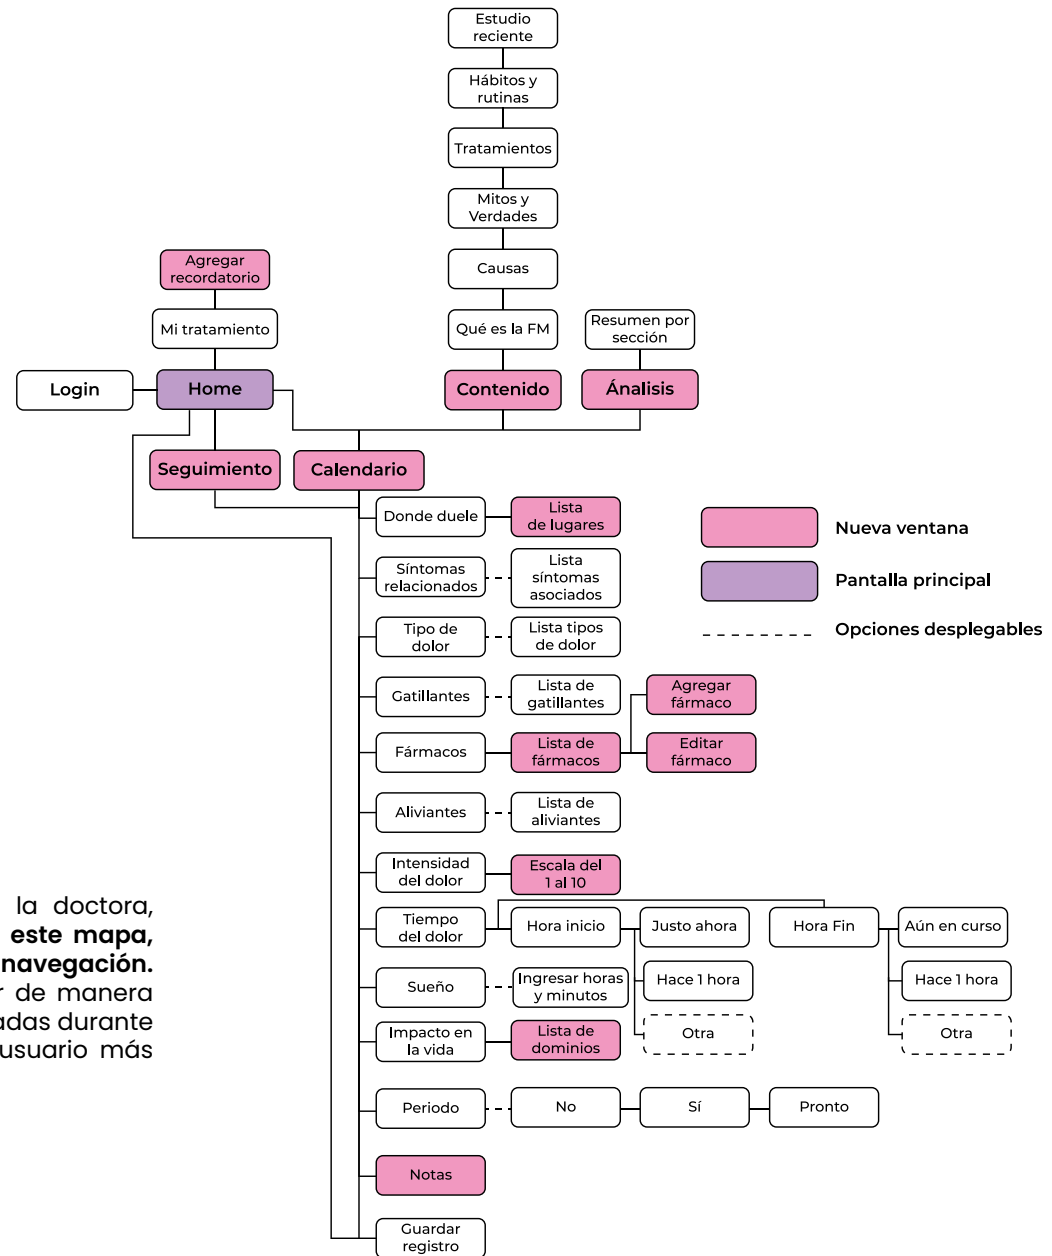 Estudio
reciente
Hábitos y
rutinas
Tratamientos
Mitos y
Verdades
Causas
Qué es la FM
Agregar
recordatorio
Mi tratamiento
Resumen por
sección
Login
Home
Contenido
Ánalisis
Seguimiento
Calendario
Donde duele
Lista
de lugares
Síntomas
relacionados
Lista
síntomas
asociados
Tipo de
dolor
Lista tipos
de dolor
Gatillantes
Lista de
gatillantes
Agregar
fármaco
Fármacos
Lista de
fármacos
Editar
fármaco
Aliviantes
Lista de
aliviantes
Intensidad
del dolor
Escala del
1 al 10
Tiempo
del dolor
Hora inicio
Justo ahora
Hace 1 hora
Otra
Hora Fin
Aún en curso
Hace 1 hora
Otra
Sueño
Ingresar horas
y minutos
Impacto en
la vida
Lista de
dominios
Periodo
No
Sí
Pronto
Notas
Guardar
registro
Nueva ventana
Pantalla principal
Opciones desplegables
la doctora,
este mapa,
navegación.
r de manera
adas durante
usuario más